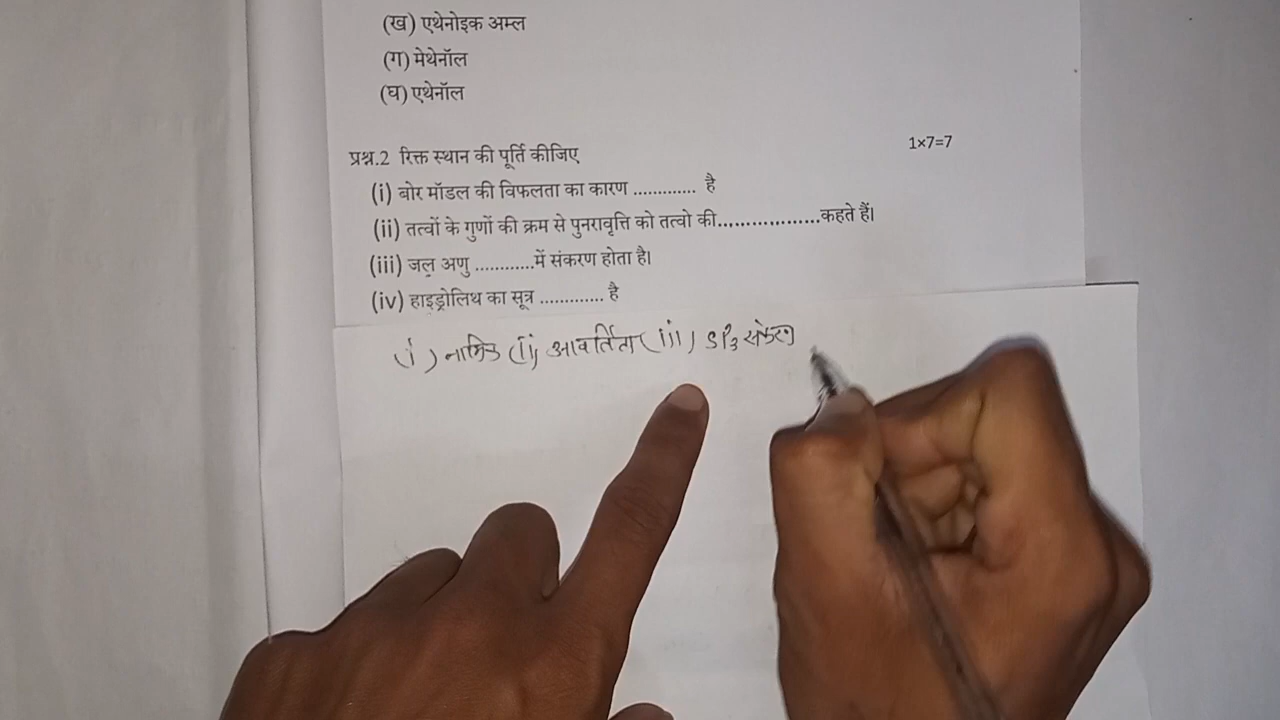 (ख) एथेनोइक अम्ल
(ग) मेथेनॉल
(घ) एथेनॉल
प्रश्न.2 रिक्त स्थान की पूर्ति कीजिए 1×7=7
(i) बोर मॉडल की विफलता का कारण ............. है
(ii) तत्वों के गुणों की क्रम से पुनरावृत्ति को तत्वो की..................कहते हैं।
(iii) जल अणु ............में संकरण होता है।
(iv) हाइड्रोलिथ का सूत्र ............. है
(i) नाभिक (ii) आवर्तिता (iii) SP3 संकरण